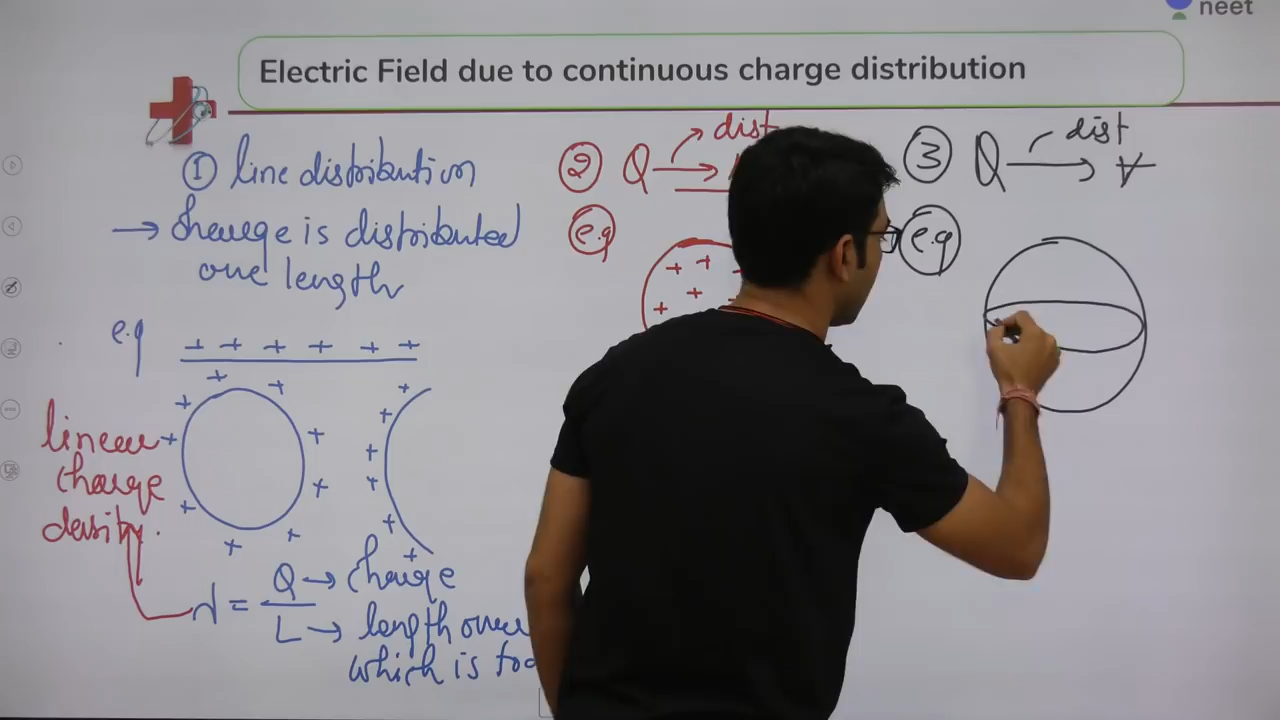 neet
Electric Field due to continuous charge distribution
① line distribution
→ Charge is distributed
one length
e.g
+ + + + + +
linear
charge
density.
λ = Q/L
Q → charge
L → length over
which is
② Q → dist
e.g
③ Q → dist V
e.g